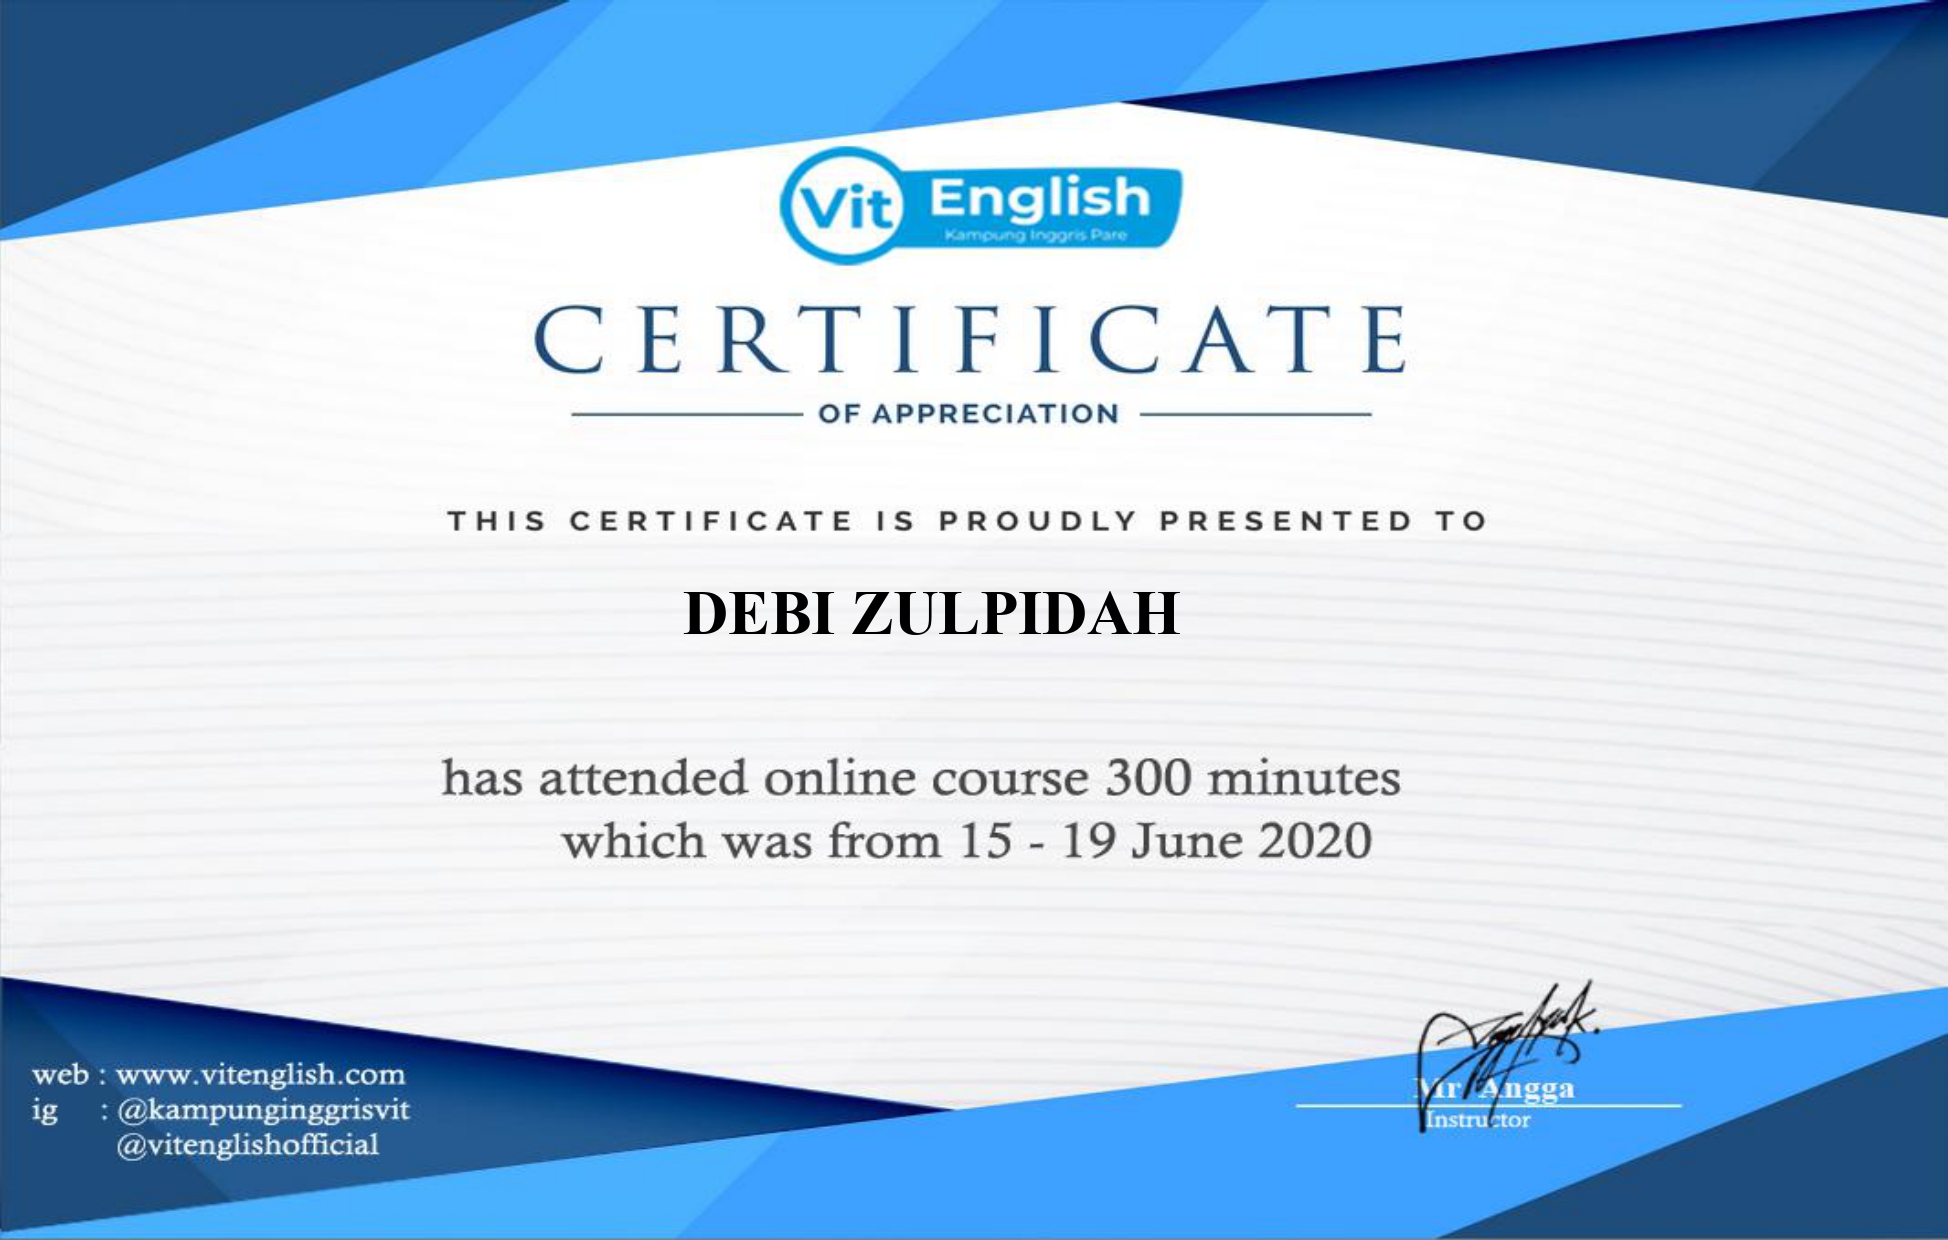 Vit English
Kampung Inggris Pare
CERTIFICATE
OF APPRECIATION
THIS CERTIFICATE IS PROUDLY PRESENTED TO
DEBI ZULPIDAH
has attended online course 300 minutes
which was from 15 - 19 June 2020
web : www.vitenglish.com
ig : @kampunginggrisvit
@vitenglishofficial
Mr. Angga
Instructor